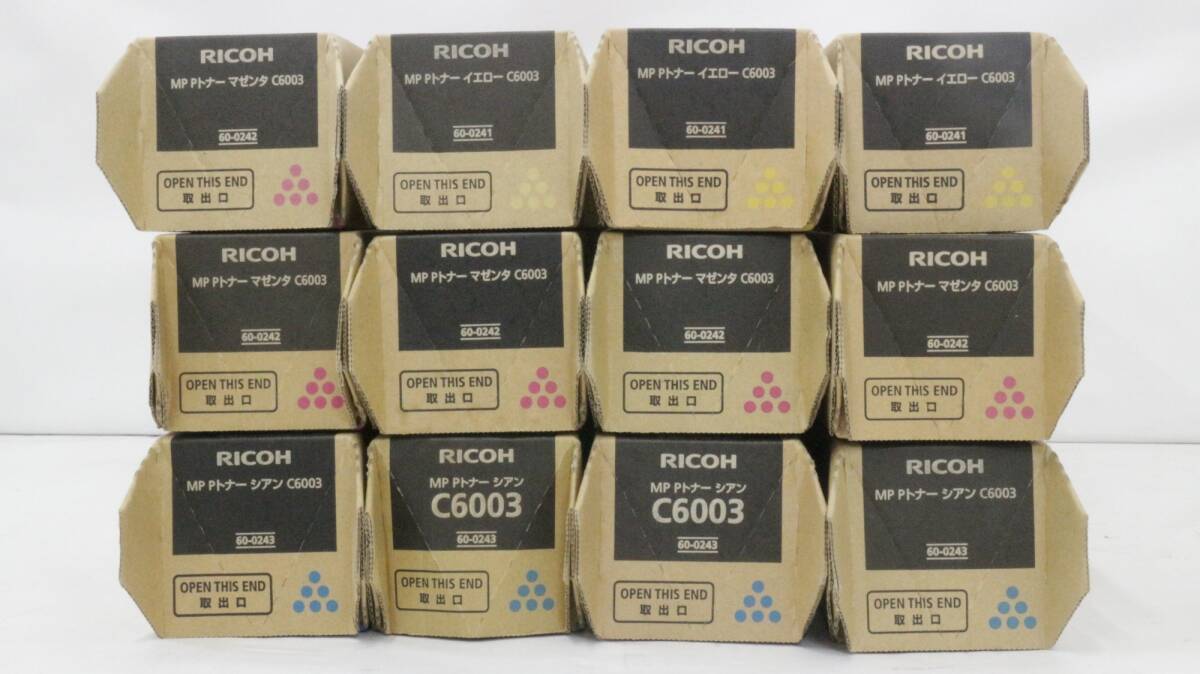 RICOH
MP Pトナー マゼンタ C6003
60-0242
OPEN THIS END
取出口
RICOH
MP Pトナー イエロー C6003
60-0241
OPEN THIS END
取出口
RICOH
MP Pトナー イエロー C6003
60-0241
OPEN THIS END
取出口
RICOH
MP Pトナー イエロー C6003
60-0241
OPEN THIS END
取出口
RICOH
MP Pトナー マゼンタ C6003
60-0242
OPEN THIS END
取出口
RICOH
MP Pトナー マゼンタ C6003
60-0242
OPEN THIS END
取出口
RICOH
MP Pトナー マゼンタ C6003
60-0242
OPEN THIS END
取出口
RICOH
MP Pトナー マゼンタ C6003
60-0242
OPEN THIS END
取出口
RICOH
MP Pトナー シアン C6003
60-0243
OPEN THIS END
取出口
RICOH
MP Pトナー シアン
C6003
60-0243
OPEN THIS END
取出口
RICOH
MP Pトナー シアン
C6003
60-0243
OPEN THIS END
取出口
RICOH
MP Pトナー シアン C6003
60-0243
OPEN THIS END
取出口